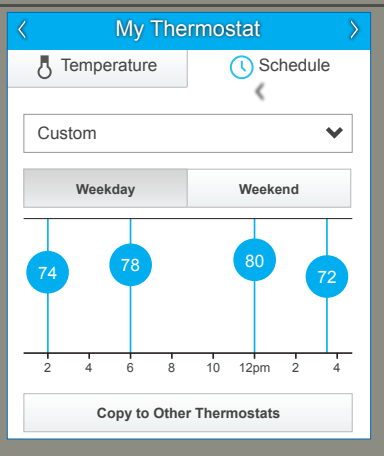 My Thermostat
Temperature
Schedule
Custom
Weekday Weekend
74 78 80 72
2 4 6 8 10 12pm 2 4
Copy to Other Thermostats